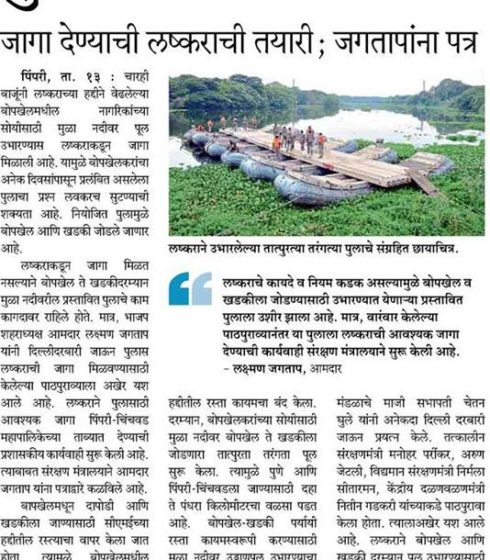 जागा देण्याची लष्कराची तयारी; जगतापांना पत्र
पिंपरी, ता. १३ : चारही
बाजूंनी लष्कराच्या हद्दीने वेढलेल्या
बोपखेलमधील नागरिकांच्या
सोयीसाठी मुळा नदीवर पूल
उभारण्यास लष्कराकडून जागा
मिळाली आहे. यामुळे बोपखेलकरांचा
अनेक दिवसांपासून प्रलंबित असलेला
पुलाचा प्रश्न लवकरच सुटण्याची
शक्यता आहे. नियोजित पुलामुळे
बोपखेल आणि खडकी जोडले जाणार
आहे.
लष्कराकडून जागा मिळत
नसल्याने बोपखेल ते खडकीदरम्यान
मुळा नदीवरील प्रस्तावित पुलाचे काम
कागदावर राहिले होते. मात्र, भाजप
शहराध्यक्ष आमदार लक्ष्मण जगताप
यांनी दिल्लीदरबारी जाऊन पुलास
लष्कराची जागा मिळवण्यासाठी
केलेल्या पाठपुराव्याला अखेर यश
आले आहे. लष्कराने पुलासाठी
आवश्यक जागा पिंपरी-चिंचवड
महापालिकेच्या ताब्यात देण्याची
प्रशासकीय कार्यवाही सुरू केली आहे.
त्याबाबत संरक्षण मंत्रालयाने आमदार
जगताप यांना पत्राद्वारे कळविले आहे.
बापखेलमधून दापोडी आणि
खडकीला जाण्यासाठी सीएमईच्या
हद्दीतील रस्त्याचा वापर केला जात
होता. त्यामुळे बोपखेलमधील
लष्कराने उभारलेल्या तात्पुरत्या तरंगत्या पुलाचे संग्रहित छायाचित्र.
लष्कराचे कायदे व नियम कडक असल्यामुळे बोपखेल व
खडकीला जोडण्यासाठी उभारण्यात येणाऱ्या प्रस्तावित
पुलाला उशीर झाला आहे. मात्र, वारंवार केलेल्या
पाठपुराव्यानंतर या पुलाला लष्कराची आवश्यक जागा
देण्याची कार्यवाही संरक्षण मंत्रालयाने सुरू केली आहे.
– लक्ष्मण जगताप, आमदार
हद्दीतील रस्ता कायमचा बंद केला.
दरम्यान, बोपखेलकरांच्या सोयीसाठी
मुळा नदीवर बोपखेल ते खडकीला
जोडणारा तात्पुरता तरंगता पूल
सुरू केला. त्यामुळे पुणे आणि
पिंपरी-चिंचवडला जाण्यासाठी दहा
ते पंधरा किलोमीटरचा वळसा पडत
आहे. बोपखेल-खडकी पर्यायी
रस्ता कायमस्वरूपी करण्यासाठी
मुळा नदीवर उड्डाणपूल उभारण्याचा
मंडळाचे माजी सभापती चेतन
घुले यांनी अनेकदा दिल्ली दरबारी
जाऊन प्रयत्न केले. तत्कालीन
संरक्षणमंत्री मनोहर पर्रीकर, अरुण
जेटली, विद्यमान संरक्षणमंत्री निर्मला
सीतारमन, केंद्रीय दळणवळणमंत्री
नितीन गडकरी यांच्याकडे पाठपुरावा
केला होता. त्यालाअखेर यश आले
आहे. लष्कराने बोपखेल आणि
खडकी दरम्यान पूल उभारणीसाठी